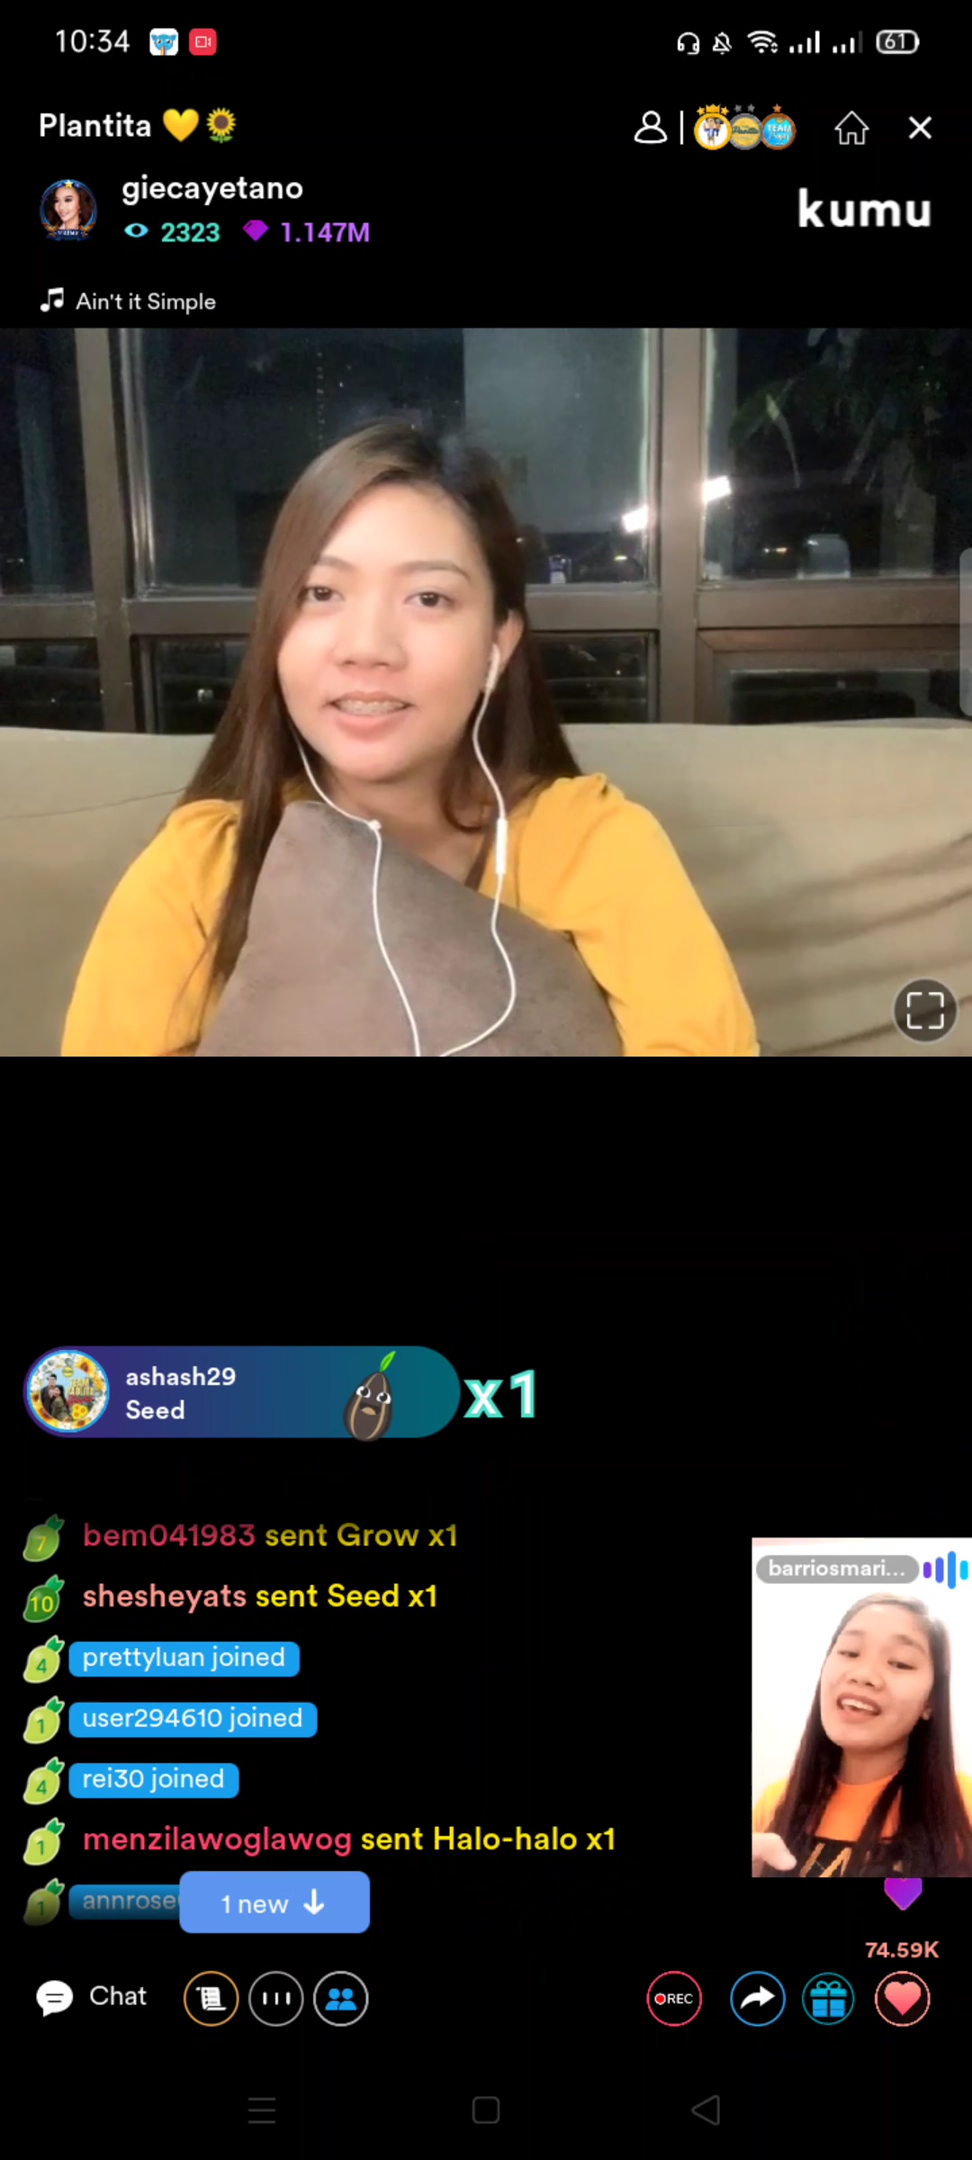 10:34
61
Plantita 💛🌻
giecayetano
2323 1.147M
kumu
Ain't it Simple
ashash29
Seed
x1
7 bem041983 sent Grow x1
10 shesheyats sent Seed x1
4 prettyluan joined
1 user294610 joined
4 rei30 joined
1 menzilawoglawog sent Halo-halo x1
1 annrose
1 new ↓
barriosmari...
74.59K
Chat
REC